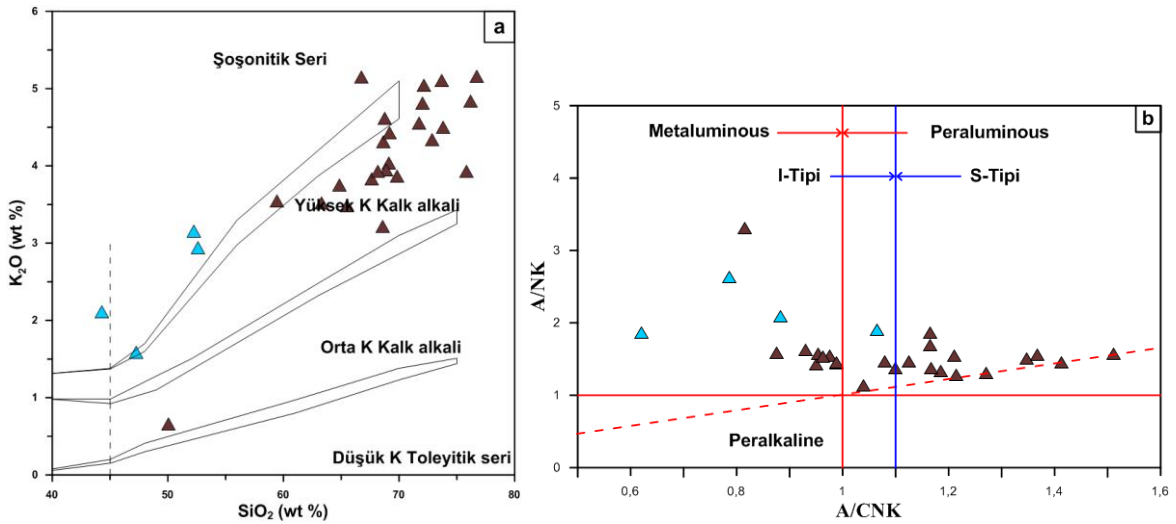 a
6
5
4
3
2
1
0
K₂O (wt %)
Şoşonitik Seri
Yüksek K Kalk alkali
Orta K Kalk alkali
Düşük K Toleyitik seri
40 50 60 70 80
SiO₂ (wt %)
b
5
4
3
2
1
0
A/NK
Metaluminous Peraluminous
I-Tipi S-Tipi
Peralkaline
0,6 0,8 1 1,2 1,4 1,6
A/CNK